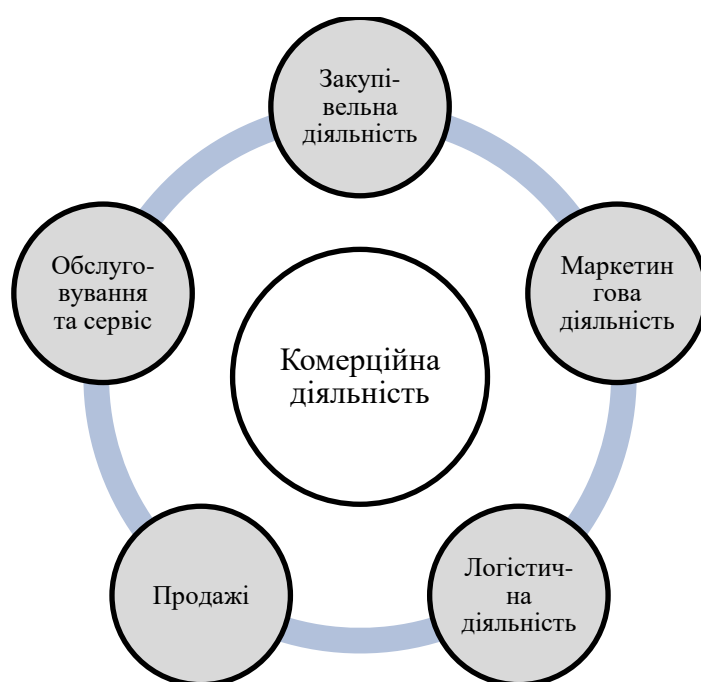 Закупі-
вельна
діяльність
Маркетин
гова
діяльність
Логістич-
на
діяльність
Продажі
Обслуго-
вування
та сервіс
Комерційна
діяльність